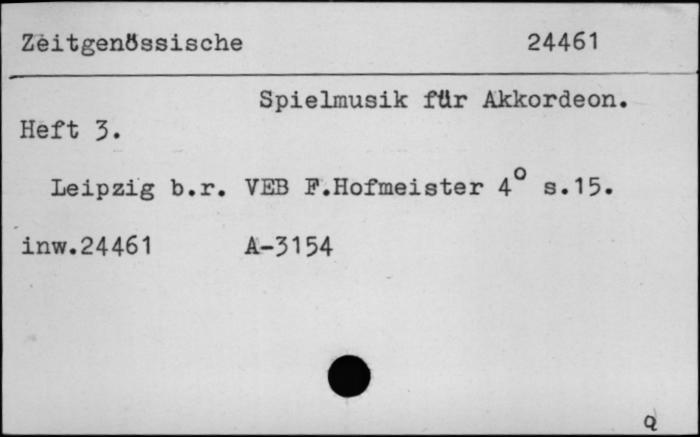 Zeitgenössische 24461
Spielmusik für Akkordeon.
Heft 3.
Leipzig b.r. VEB F.Hofmeister 4° s.15.
inw.24461 A-3154
Q